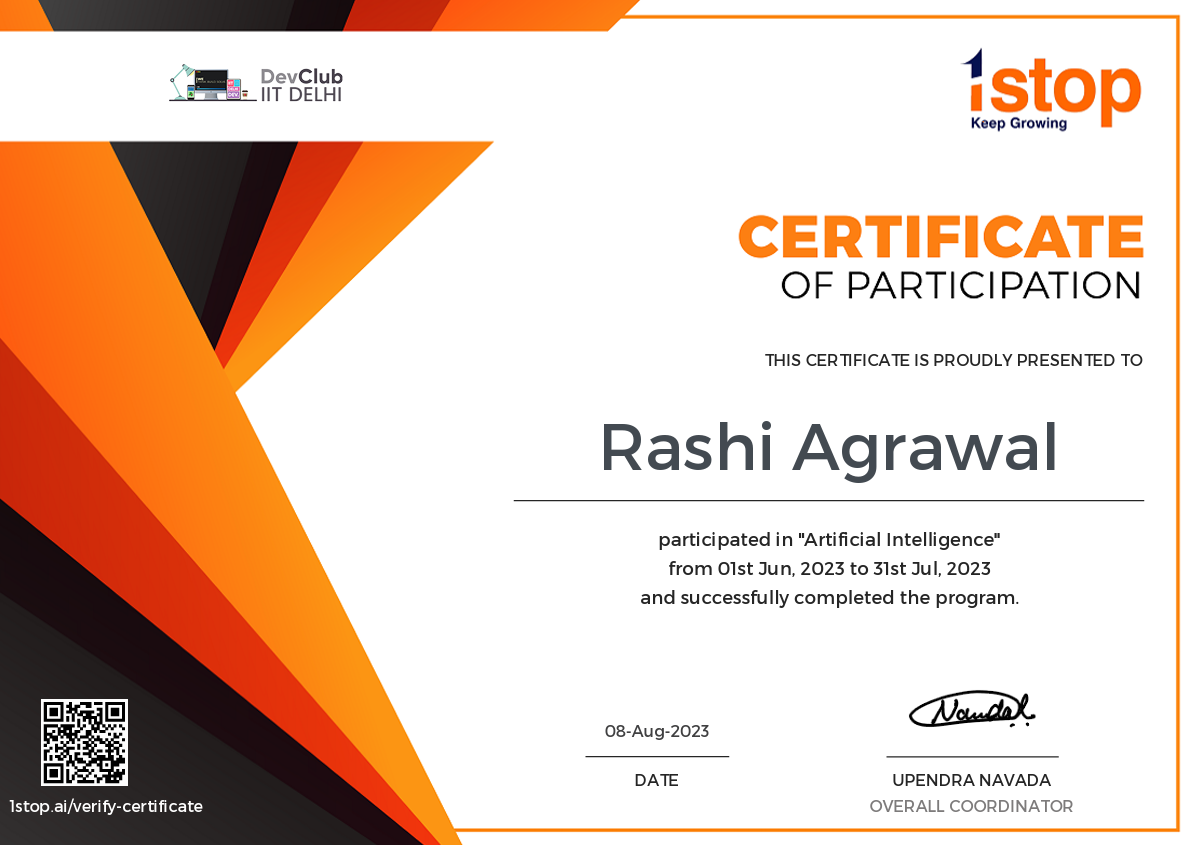 DevClub
IIT DELHI
1stop
Keep Growing
CERTIFICATE
OF PARTICIPATION
THIS CERTIFICATE IS PROUDLY PRESENTED TO
Rashi Agrawal
participated in "Artificial Intelligence"
from 01st Jun, 2023 to 31st Jul, 2023
and successfully completed the program.
08-Aug-2023
DATE
UPENDRA NAVADA
OVERALL COORDINATOR
1stop.ai/verify-certificate